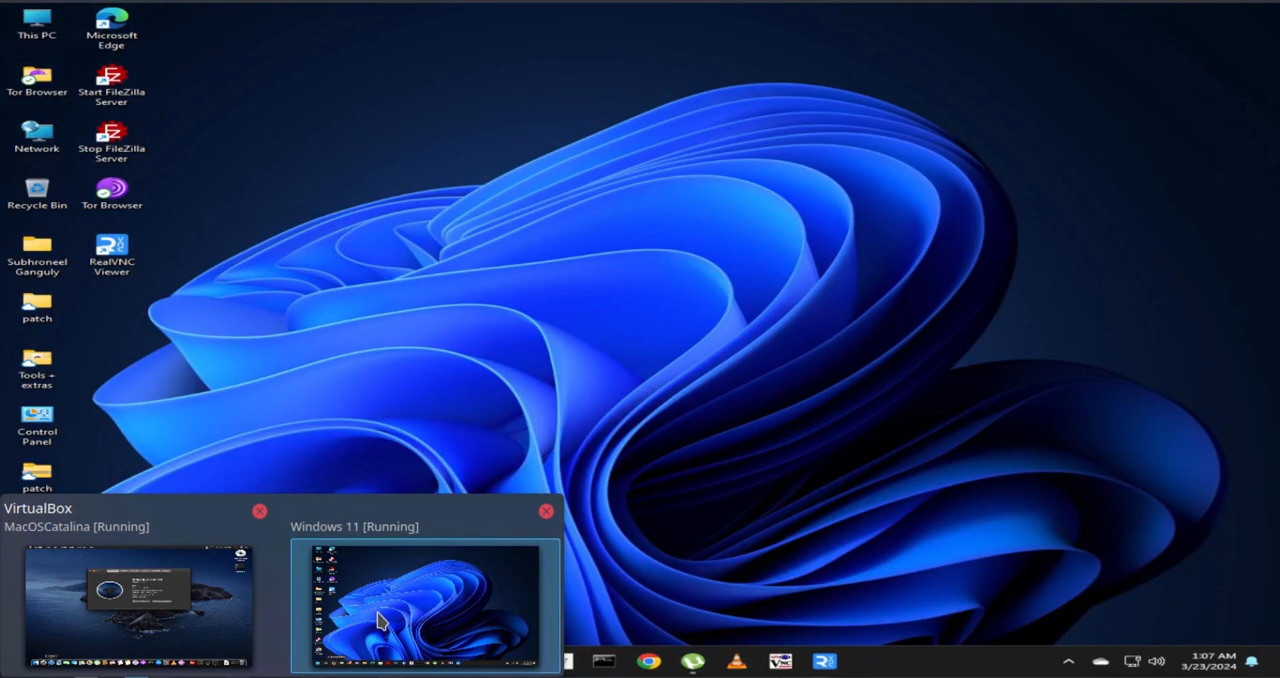 This PC
Microsoft
Edge
Tor Browser
Start FileZilla
Server
Network
Stop FileZilla
Server
Recycle Bin
Tor Browser
Subhroneel
Ganguly
RealVNC
Viewer
patch
Tools +
extras
Control
Panel
patch
VirtualBox
MacOSCatalina [Running]
Windows 11 [Running]
1:07 AM
3/23/2024